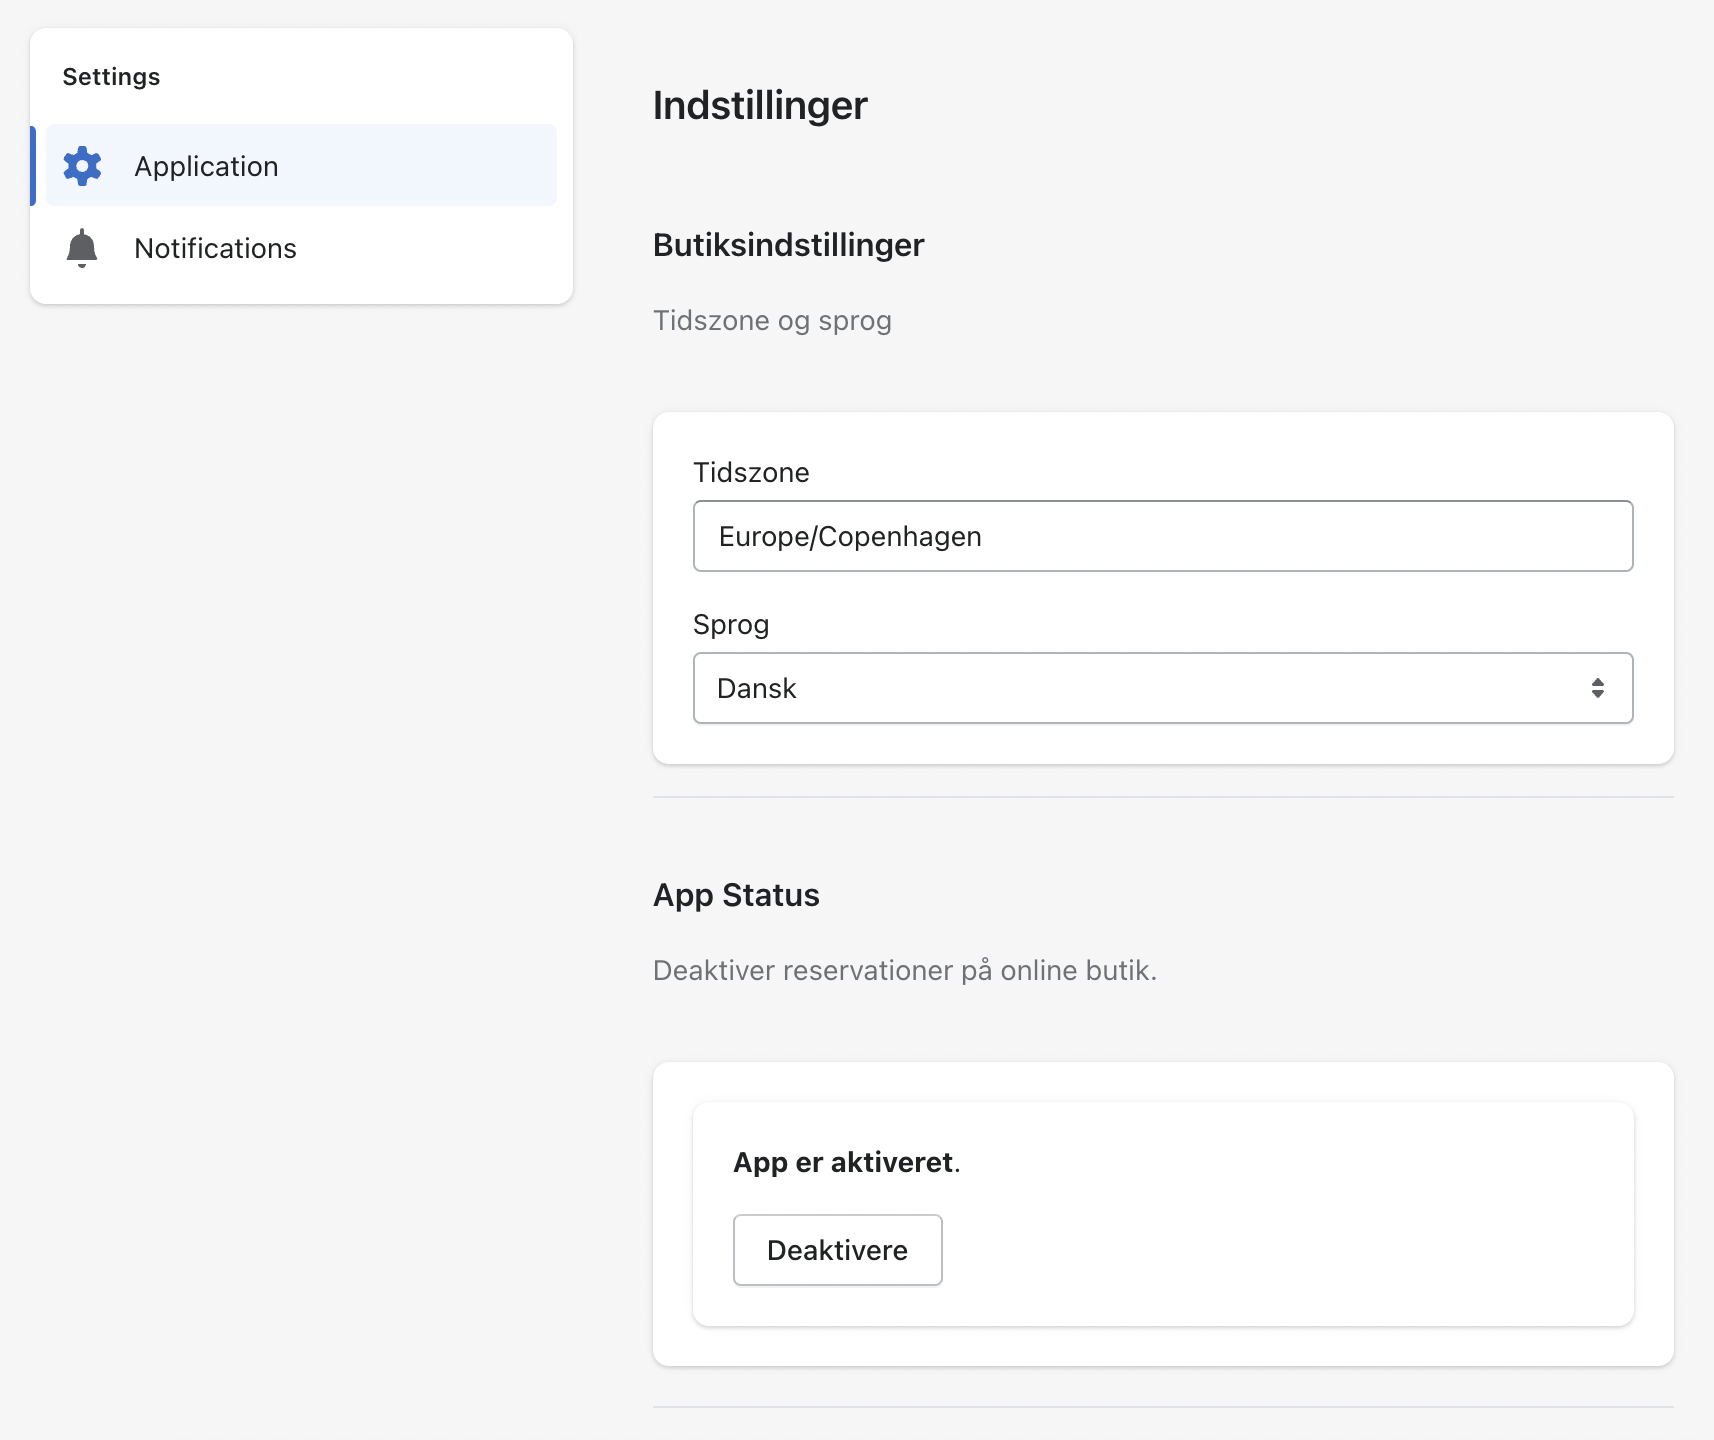 Settings
Application
Notifications
Indstillinger
Butiksindstillinger
Tidszone og sprog
Tidszone
Europe/Copenhagen
Sprog
Dansk
App Status
Deaktiver reservationer på online butik.
App er aktiveret.
Deaktivere